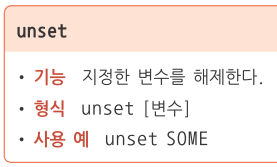 unset
• 기능 지정한 변수를 해제한다.
• 형식 unset [변수]
• 사용 예 unset SOME